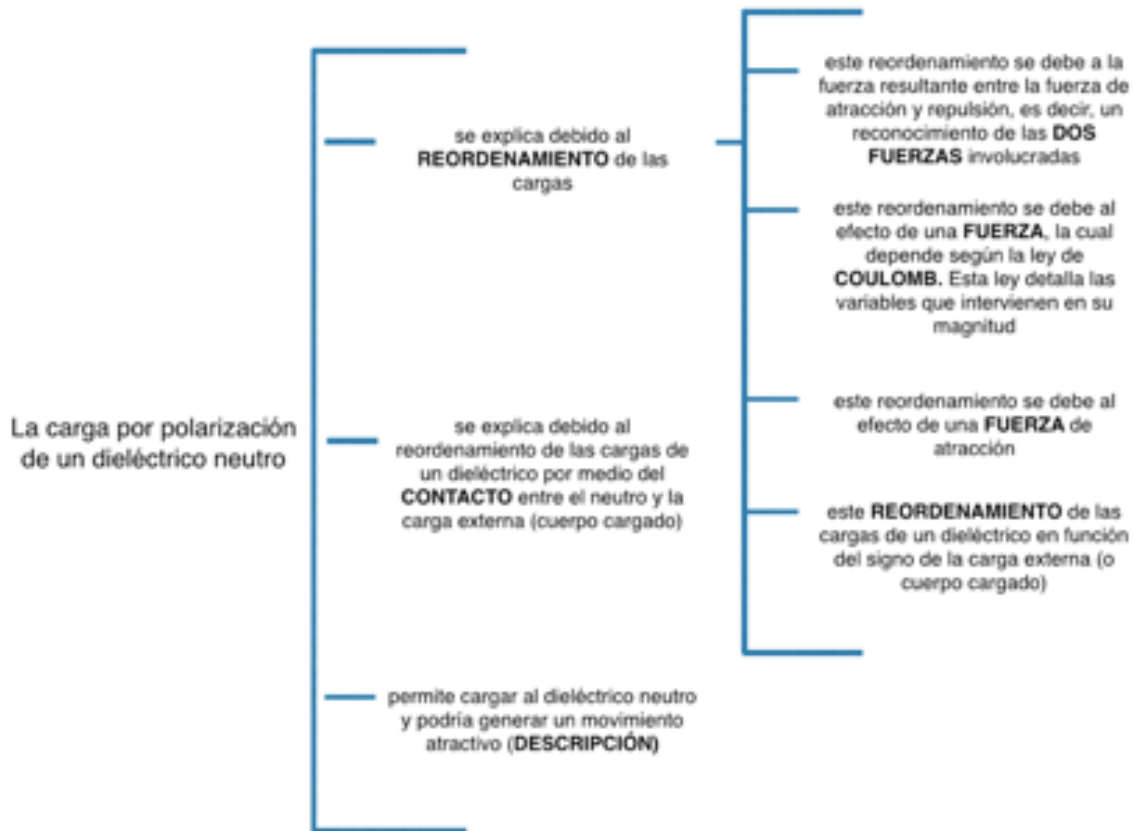 La carga por polarización
de un dieléctrico neutro
se explica debido al
REORDENAMIENTO de las
cargas
este reordenamiento se debe a la
fuerza resultante entre la fuerza de
atracción y repulsión, es decir, un
reconocimiento de las DOS
FUERZAS involucradas
este reordenamiento se debe al
efecto de una FUERZA, la cual
depende según la ley de
COULOMB. Esta ley detalla las
variables que intervienen en su
magnitud
este reordenamiento se debe al
efecto de una FUERZA de
atracción
este REORDENAMIENTO de las
cargas de un dieléctrico en función
del signo de la carga externa (o
cuerpo cargado)
se explica debido al
reordenamiento de las cargas de
un dieléctrico por medio del
CONTACTO entre el neutro y la
carga externa (cuerpo cargado)
permite cargar al dieléctrico neutro
y podría generar un movimiento
atractivo (DESCRIPCIÓN)